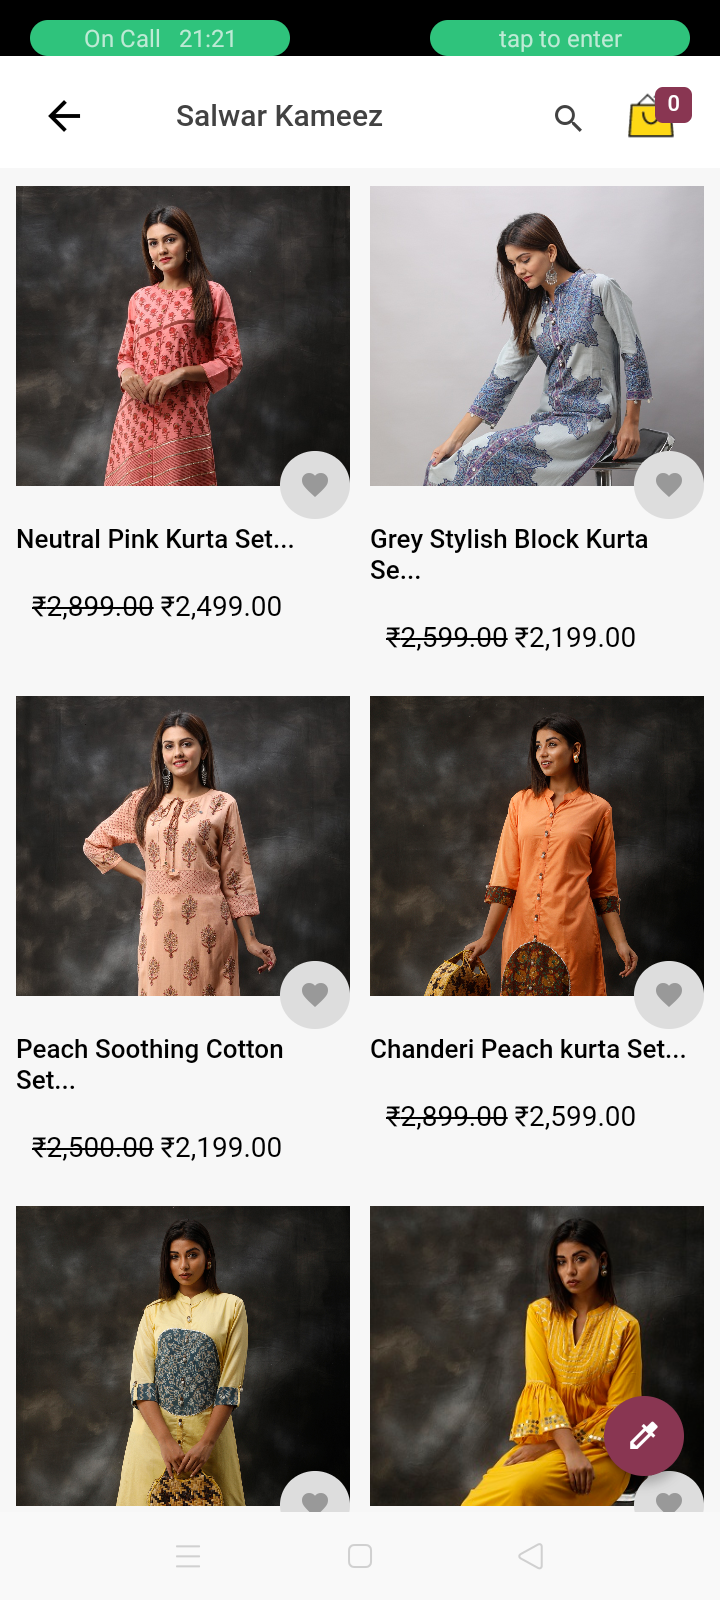 On Call 21:21 tap to enter
Salwar Kameez 0
Neutral Pink Kurta Set...
₹2,899.00 ₹2,499.00
Grey Stylish Block Kurta
Se...
₹2,599.00 ₹2,199.00
Peach Soothing Cotton
Set...
₹2,500.00 ₹2,199.00
Chanderi Peach kurta Set...
₹2,899.00 ₹2,599.00